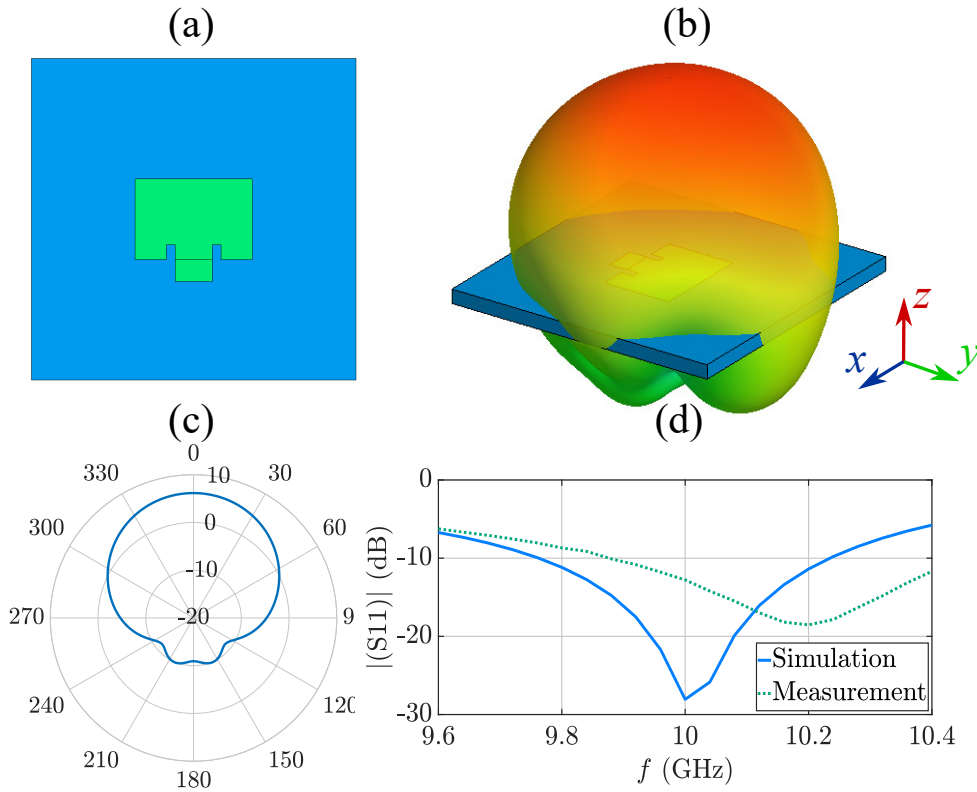 (a)
(b)
z
x
y
(c)
0
330
10
30
300
0
60
-10
270
-20
9
240
120
210
150
180
(d)
0
-10
-20
-30
|(S11)| (dB)
Simulation
Measurement
9.6
9.8
10
10.2
10.4
f (GHz)